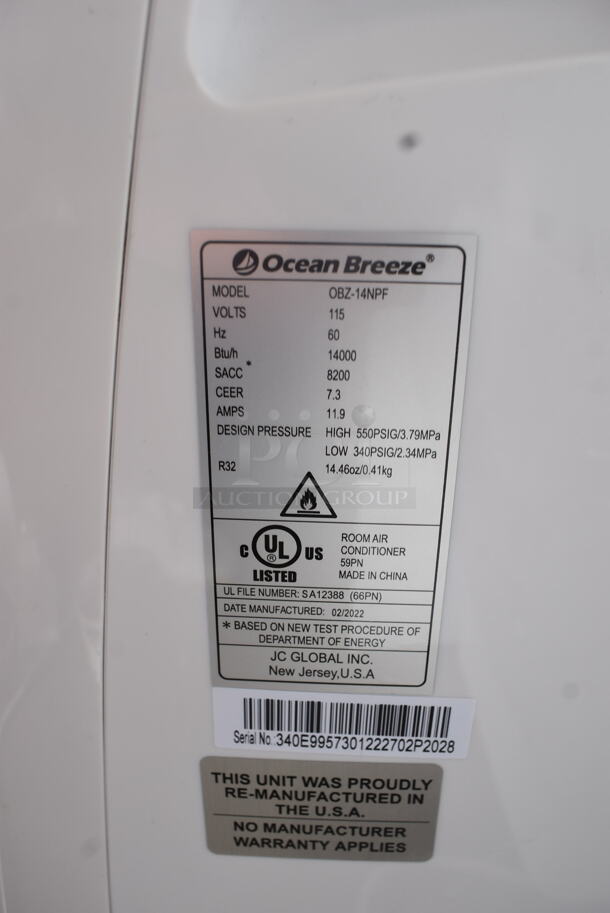 Ocean Breeze®
MODEL OBZ-14NPF
VOLTS 115
Hz 60
Btu/h 14000
SACC * 8200
CEER 7.3
AMPS 11.9
DESIGN PRESSURE HIGH 550PSIG/3.79MPa
LOW 340PSIG/2.34MPa
R32 14.46oz/0.41kg
PCI
AUCTION GROUP
C UL ® US
LISTED
ROOM AIR
CONDITIONER
59PN
MADE IN CHINA
UL FILE NUMBER: SA12388 (66PN)
DATE MANUFACTURED: 02/2022
* BASED ON NEW TEST PROCEDURE OF
DEPARTMENT OF ENERGY
JC GLOBAL INC.
New Jersey,U.S.A
Serial No.:340E9957301222702P2028
THIS UNIT WAS PROUDLY
RE-MANUFACTURED IN
THE U.S.A.
NO MANUFACTURER
WARRANTY APPLIES